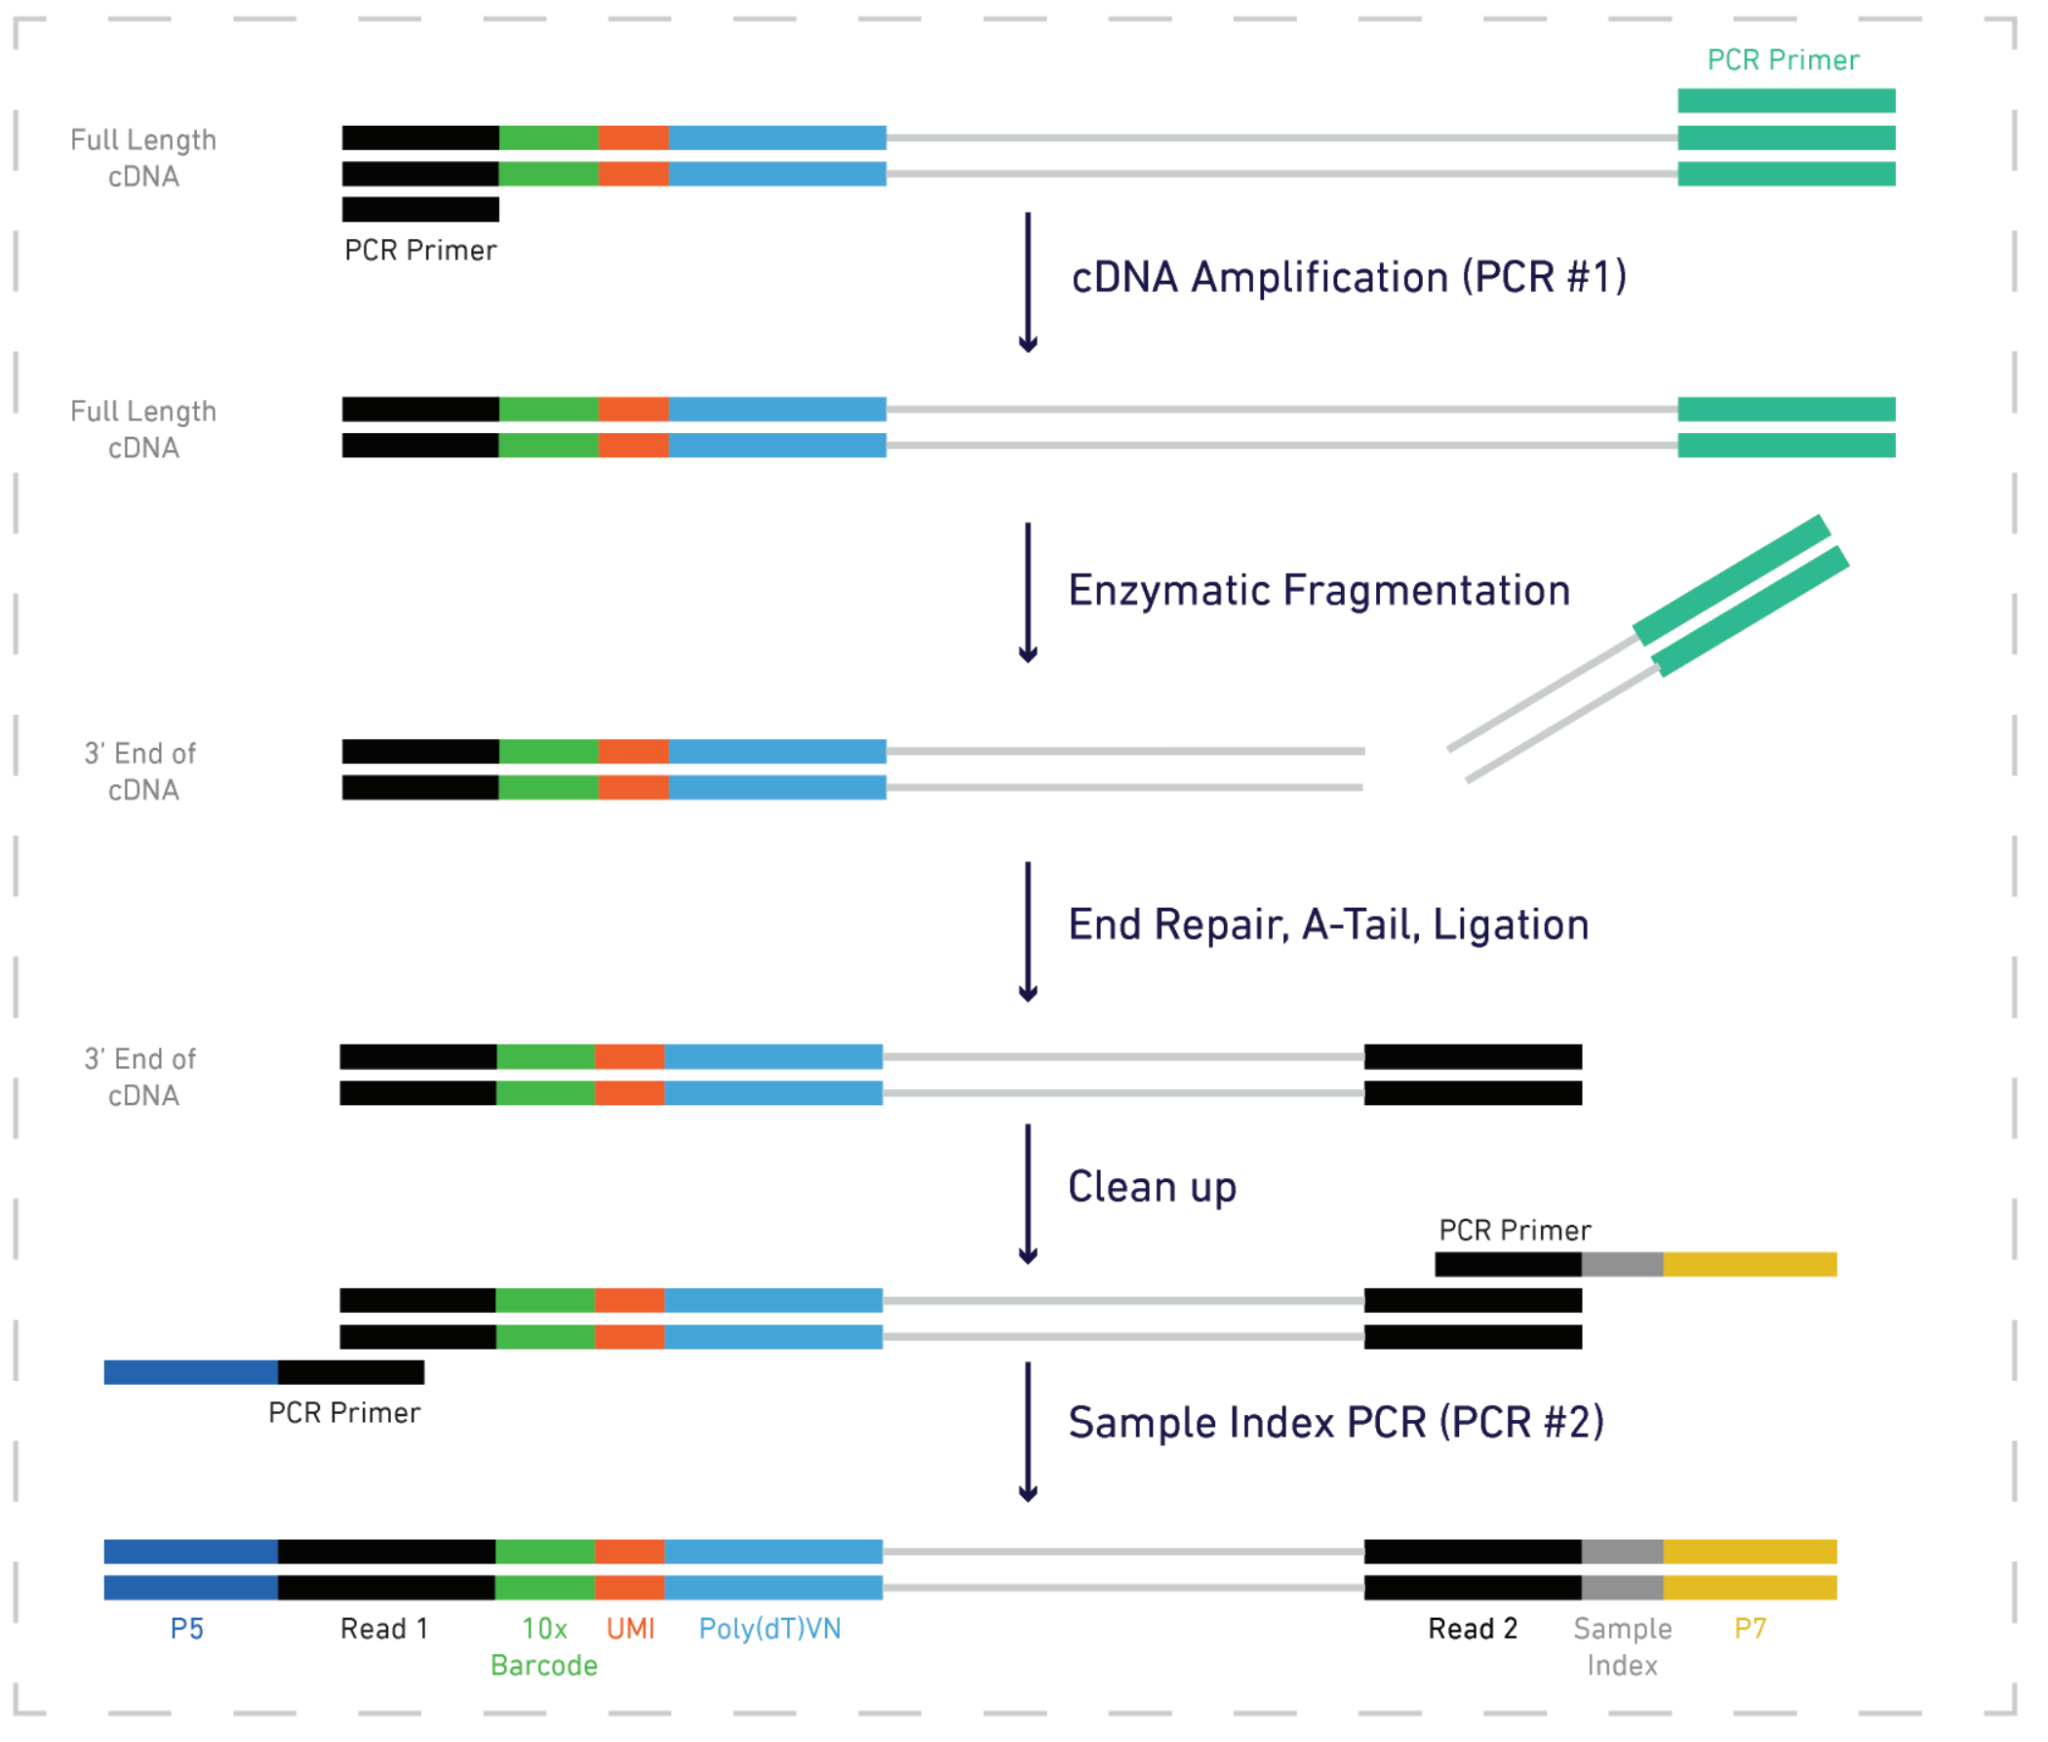 PCR Primer
Full Length
cDNA
PCR Primer
cDNA Amplification (PCR #1)
Full Length
cDNA
Enzymatic Fragmentation
3’ End of
cDNA
End Repair, A-Tail, Ligation
3’ End of
cDNA
Clean up
PCR Primer
PCR Primer
Sample Index PCR (PCR #2)
P5
Read 1
10x
Barcode
UMI
Poly(dT)VN
Read 2
Sample
Index
P7